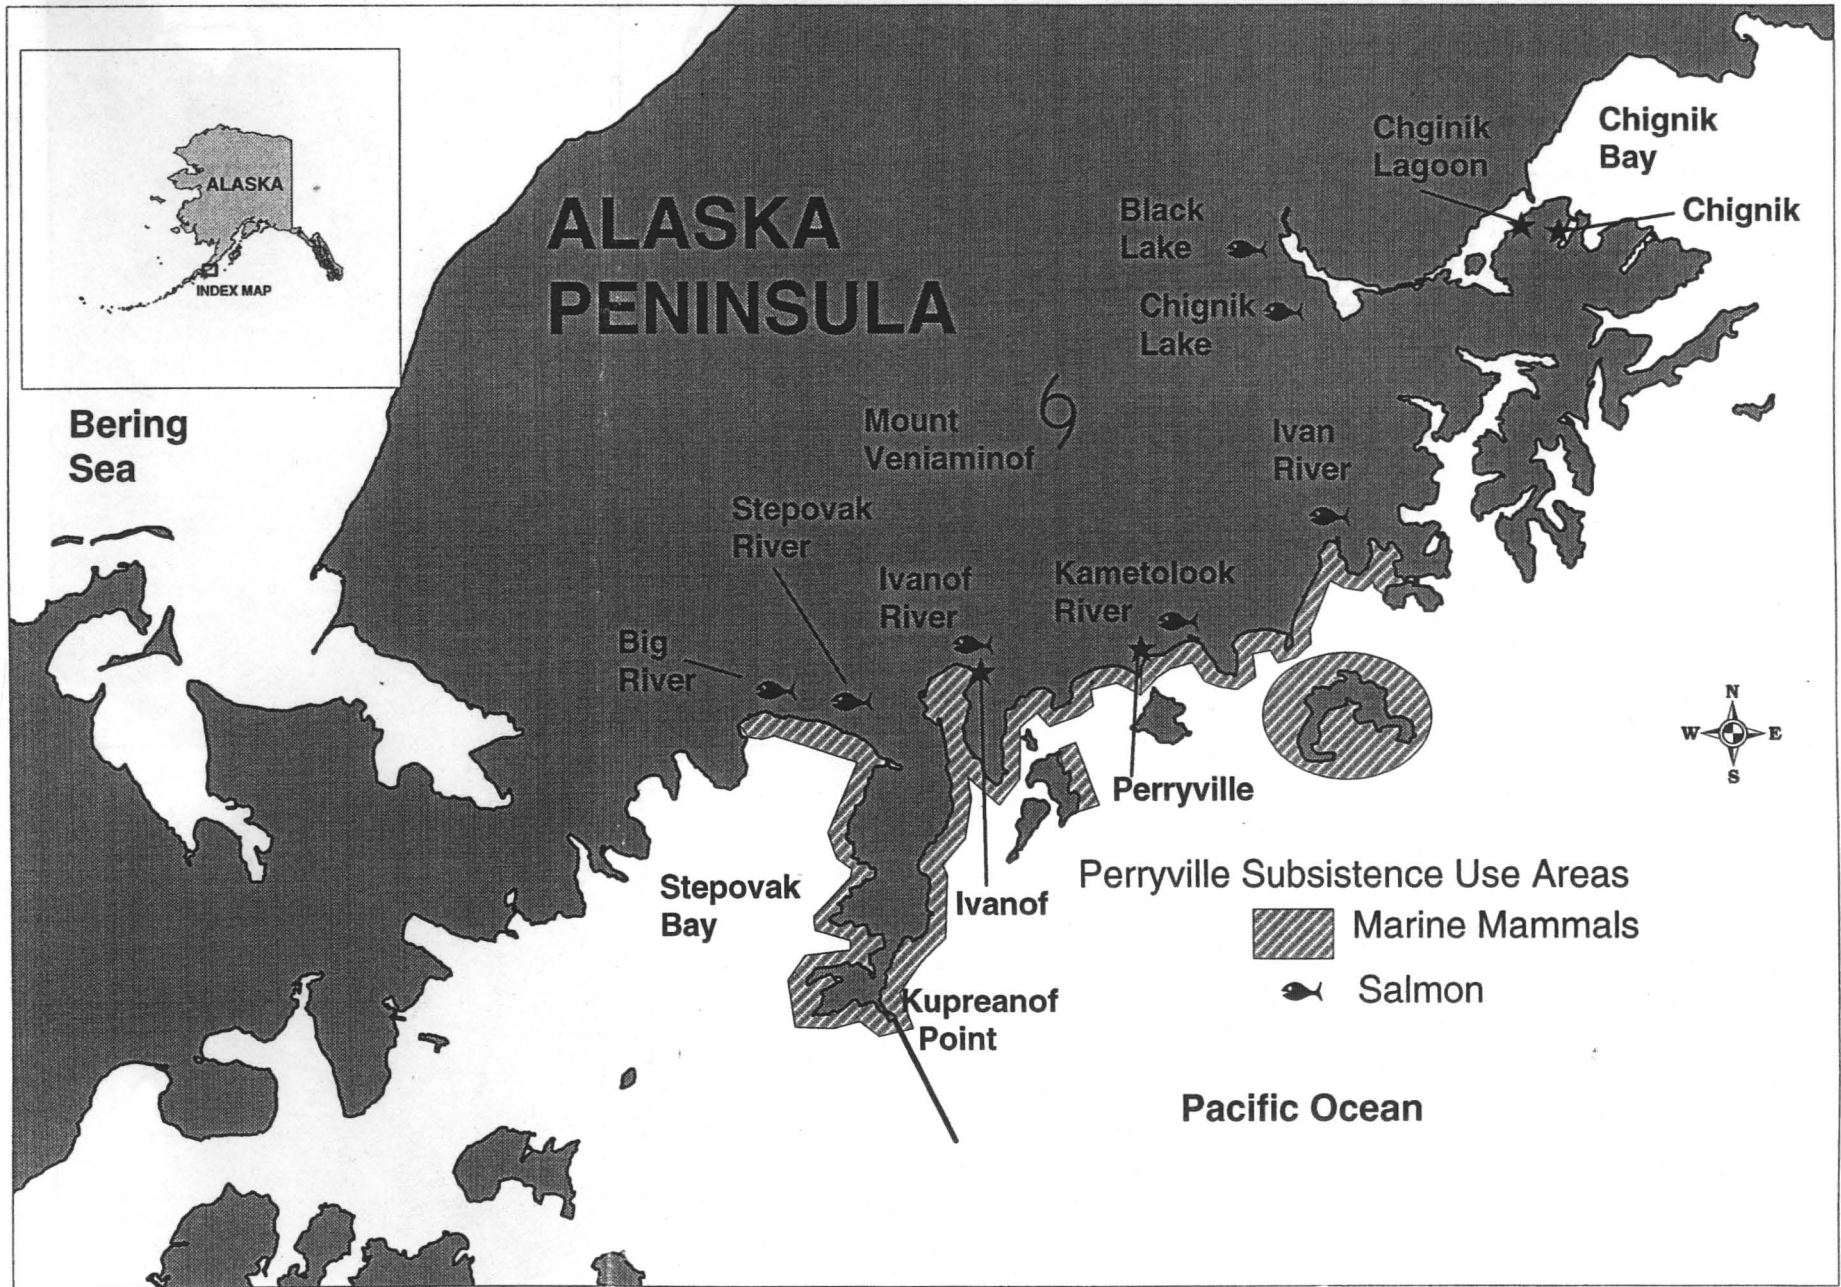 ALASKA
INDEX MAP
Bering
Sea
ALASKA
PENINSULA
Chginik
Lagoon
Chignik
Bay
Chignik
Black
Lake
Chignik
Lake
Mount
Veniaminof
Ivan
River
Stepovak
River
Ivanof
River
Kametolook
River
Big
River
N
W
E
S
Perryville
Stepovak
Bay
Ivanof
Perryville Subsistence Use Areas
Marine Mammals
Salmon
Kupreanof
Point
Pacific Ocean